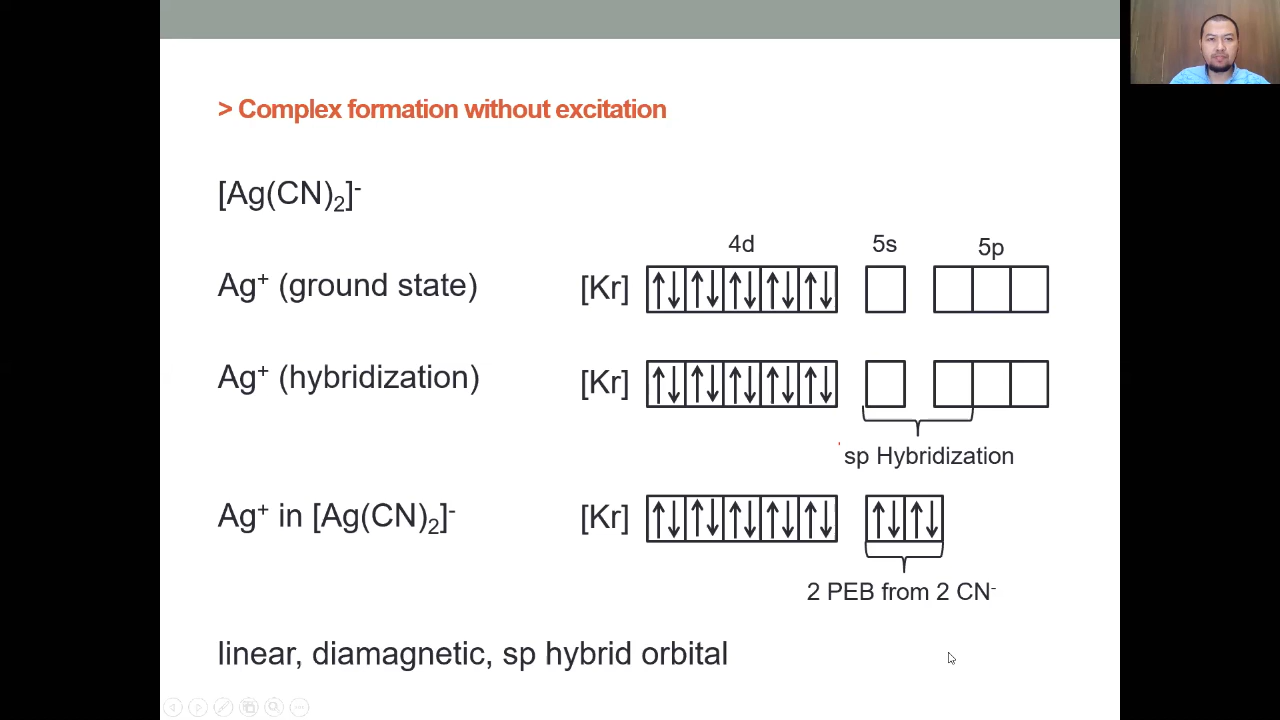 > Complex formation without excitation
[Ag(CN)₂]⁻
4d 5s 5p
Ag⁺ (ground state) [Kr]
Ag⁺ (hybridization) [Kr]
sp Hybridization
Ag⁺ in [Ag(CN)₂]⁻ [Kr]
2 PEB from 2 CN⁻
linear, diamagnetic, sp hybrid orbital